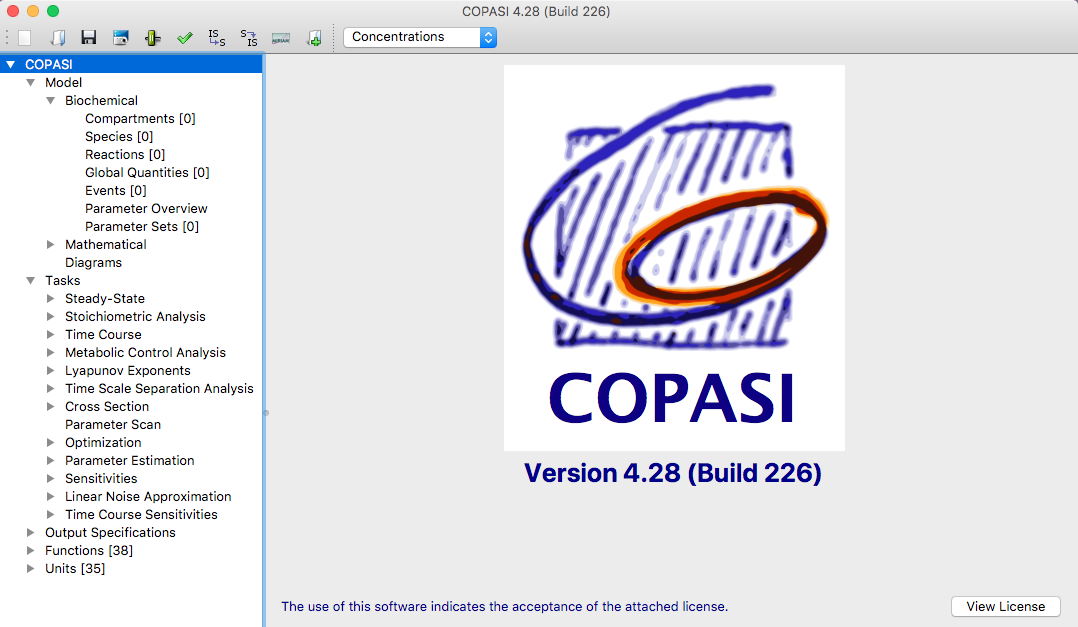 COPASI 4.28 (Build 226)
Concentrations
COPASI
Model
Biochemical
Compartments [0]
Species [0]
Reactions [0]
Global Quantities [0]
Events [0]
Parameter Overview
Parameter Sets [0]
Mathematical
Diagrams
Tasks
Steady-State
Stoichiometric Analysis
Time Course
Metabolic Control Analysis
Lyapunov Exponents
Time Scale Separation Analysis
Cross Section
Parameter Scan
Optimization
Parameter Estimation
Sensitivities
Linear Noise Approximation
Time Course Sensitivities
Output Specifications
Functions [38]
Units [35]
COPASI
Version 4.28 (Build 226)
The use of this software indicates the acceptance of the attached license.
View License